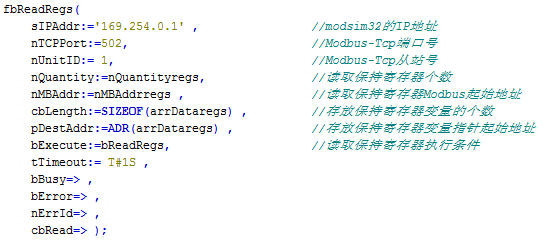 fbReadRegs(
sIPAddr:='169.254.0.1' , //modsim32的IP地址
nTCPPort:=502, //Modbus-Tcp端口号
nUnitID:= 1, //Modbus-Tcp从站号
nQuantity:=nQuantityregs, //读取保持寄存器个数
nMBAddr:=nMBAddrregs , //读取保持寄存器Modbus起始地址
cbLength:=SIZEOF(arrDataregs) , //存放保持寄存器变量的个数
pDestAddr:=ADR(arrDataregs) , //存放保持寄存器变量指针起始地址
bExecute:=bReadRegs, //读取保持寄存器执行条件
tTimeout:= T#1S ,
bBusy=> ,
bError=> ,
nErrId=> ,
cbRead=> );